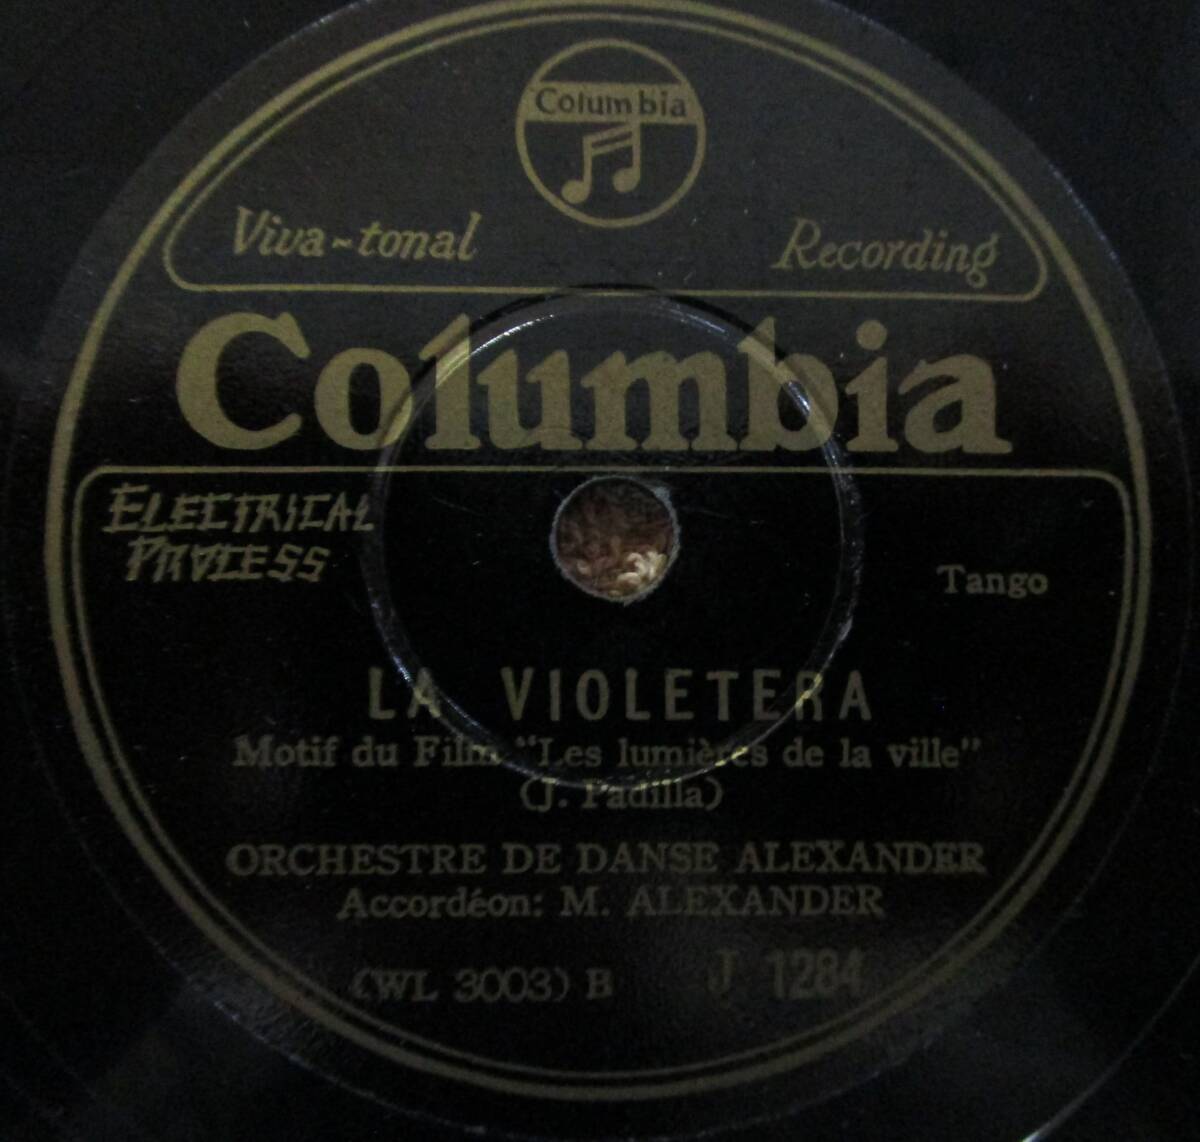 Columbia
Viva-tonal Recording
Columbia
ELECTRICAL
PROCESS
Tango
LA VIOLETERA
Motif du Film "Les lumières de la ville"
(J. Padilla)
ORCHESTRE DE DANSE ALEXANDER
Accordéon: M. ALEXANDER
(WL 3003) B J 1284